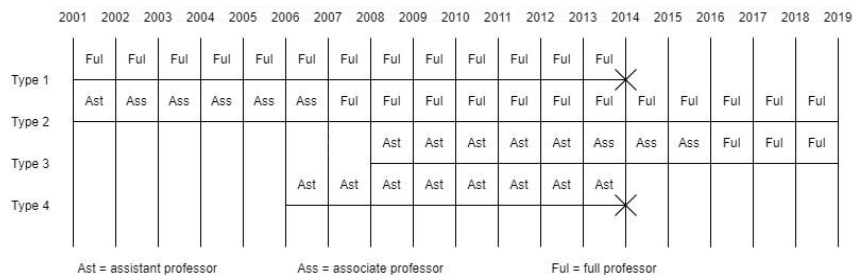 2001 2002 2003 2004 2005 2006 2007 2008 2009 2010 2011 2012 2013 2014 2015 2016 2017 2018 2019
Ful Ful Ful Ful Ful Ful Ful Ful Ful Ful Ful Ful Ful
Type 1
Ast Ass Ass Ass Ass Ass Ful Ful Ful Ful Ful Ful Ful Ful Ful Ful Ful Ful
Type 2
Ast Ast Ast Ast Ast Ass Ass Ass Ful Ful Ful
Type 3
Ast Ast Ast Ast Ast Ast Ast Ast
Type 4
Ast = assistant professor Ass = associate professor Ful = full professor